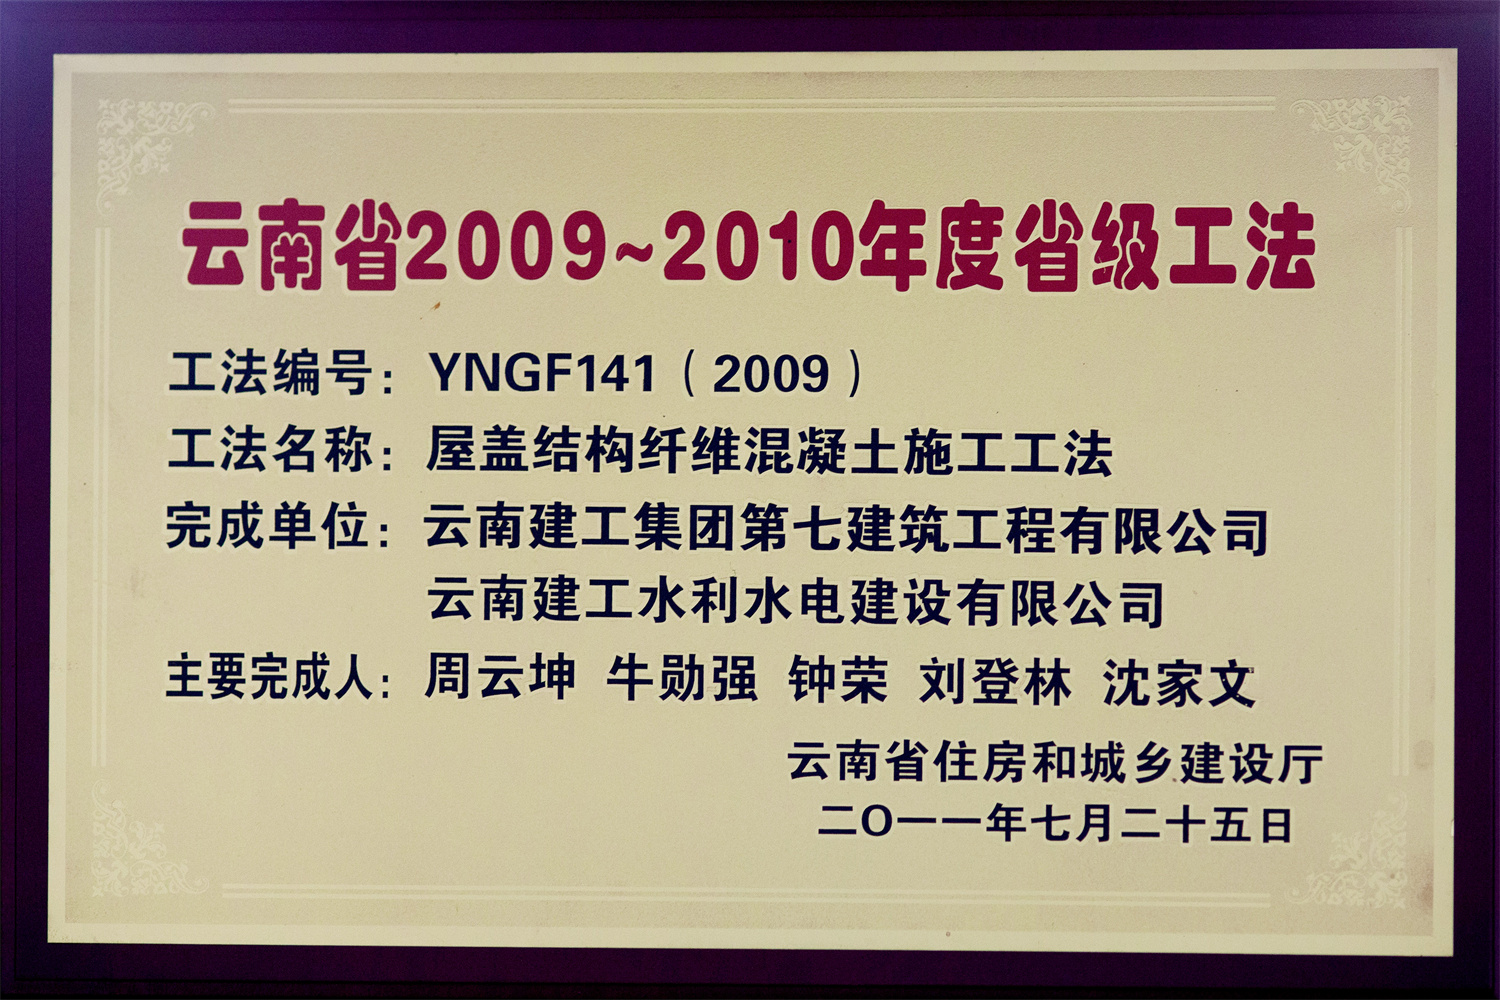 云南省2009~2010年度省级工法
工法编号：YNGF141（2009）
工法名称：屋盖结构纤维混凝土施工工法
完成单位：云南建工集团第七建筑工程有限公司
云南建工水利水电建设有限公司
主要完成人：周云坤 牛勋强 钟荣 刘登林 沈家文
云南省住房和城乡建设厅
二〇一一年七月二十五日